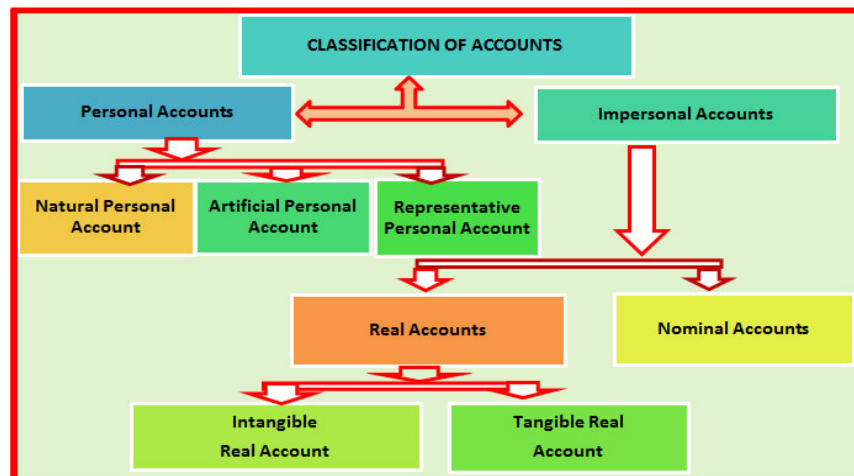 CLASSIFICATION OF ACCOUNTS
Personal Accounts
Impersonal Accounts
Natural Personal
Account
Artificial Personal
Account
Representative
Personal Account
Real Accounts
Nominal Accounts
Intangible
Real Account
Tangible Real
Account